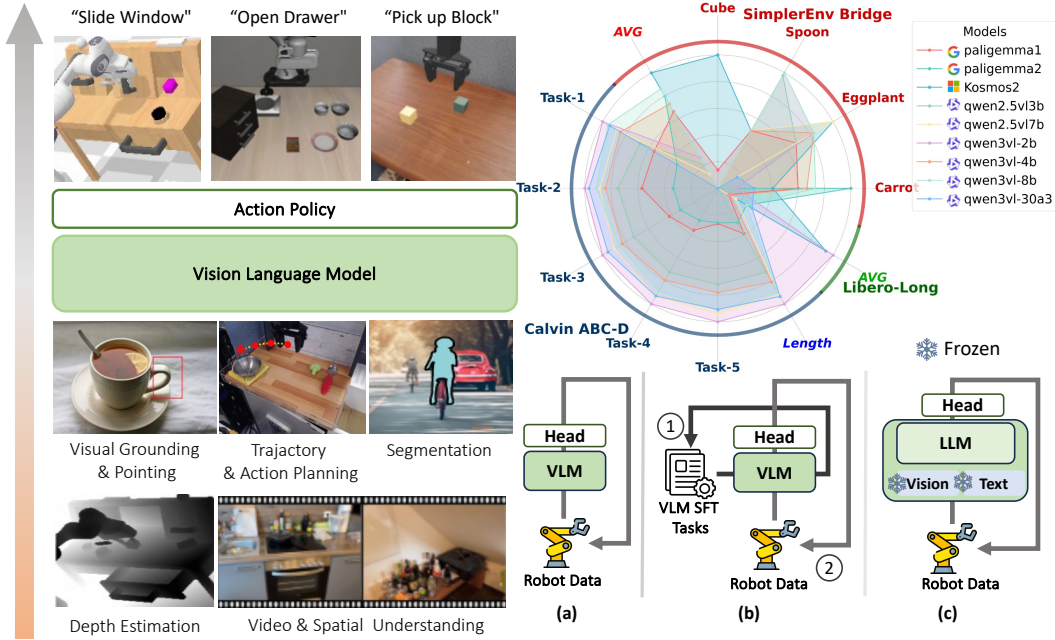 “Slide Window"
"Open Drawer"
"Pick up Block"
Action Policy
Vision Language Model
Visual Grounding
& Pointing
Trajactory
& Action Planning
Segmentation
Depth Estimation
Video & Spatial Understanding
Cube
SimplerEnv Bridge
Spoon
AVG
Eggplant
Task-1
Task-2
Carrot
Task-3
AVG
Libero-Long
Calvin ABC-D
Task-4
Length
Task-5
Models
paligemma1
paligemma2
Kosmos2
qwen2.5vl3b
qwen2.5vl7b
qwen3vl-2b
qwen3vl-4b
qwen3vl-8b
qwen3vl-30a3
Frozen
Head
VLM
Robot Data
(a)
1
Head
VLM
VLM SFT
Tasks
Robot Data
2
(b)
Head
LLM
Vision
Text
Robot Data
(c)